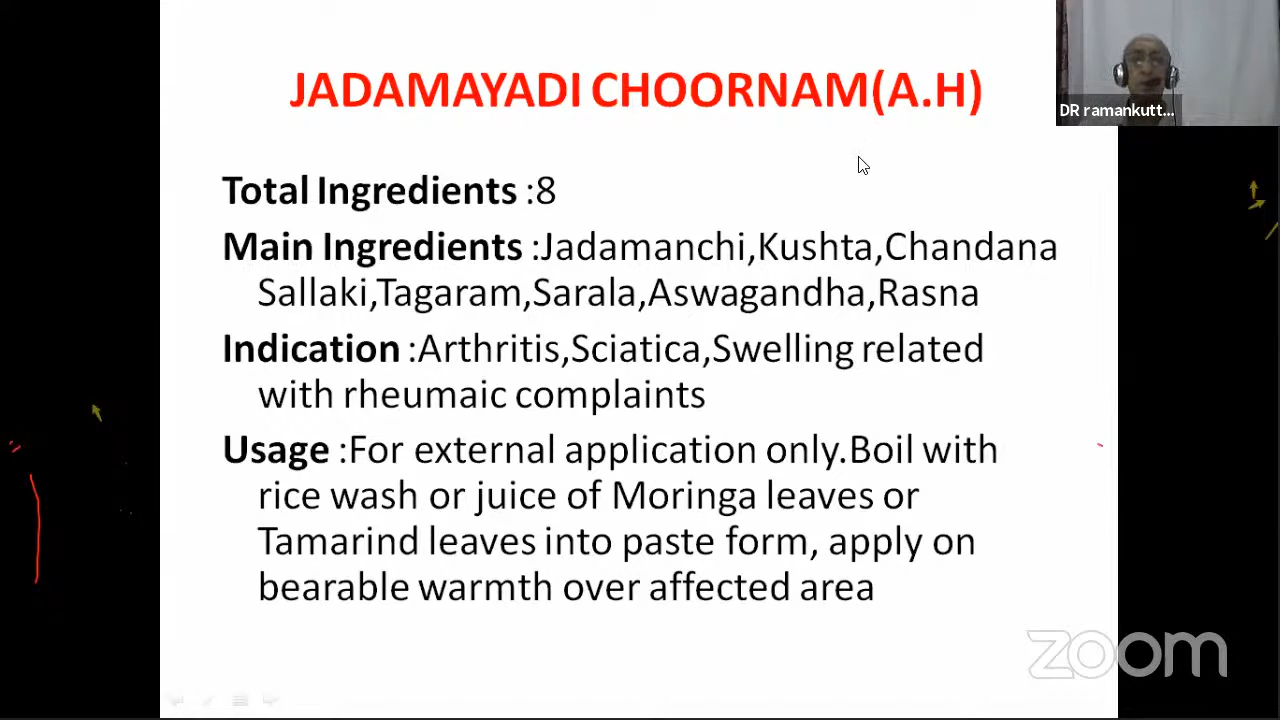 JADAMAYADI CHOORNAM(A.H)
DR ramankutt...
Total Ingredients :8
Main Ingredients :Jadamanchi,Kushta,Chandana
Sallaki,Tagaram,Sarala,Aswagandha,Rasna
Indication :Arthritis,Sciatica,Swelling related
with rheumaic complaints
Usage :For external application only.Boil with
rice wash or juice of Moringa leaves or
Tamarind leaves into paste form, apply on
bearable warmth over affected area
zoom